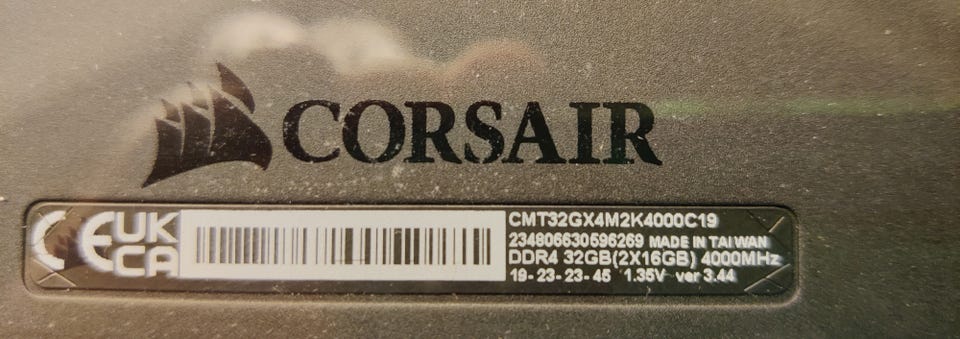 CORSAIR
CE UK
CA
CMT32GX4M2K4000C19
234806630596269 MADE IN TAIWAN
DDR4 32GB(2X16GB) 4000MHz
19-23-23-45 1.35V ver 3.44